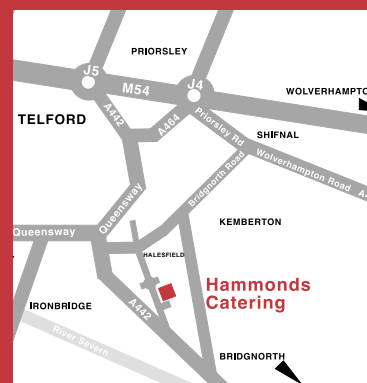 PRIORSLEY
J5
M54
J4
WOLVERHAMPTO
TELFORD
A442
A464
Priorsley Rd
SHIFNAL
Wolverhampton Road
Bridgnorth Road
Queensway
Queensway
KEMBERTON
HALESFIELD
Hammonds
Catering
IRONBRIDGE
A442
River Severn
BRIDGNORTH